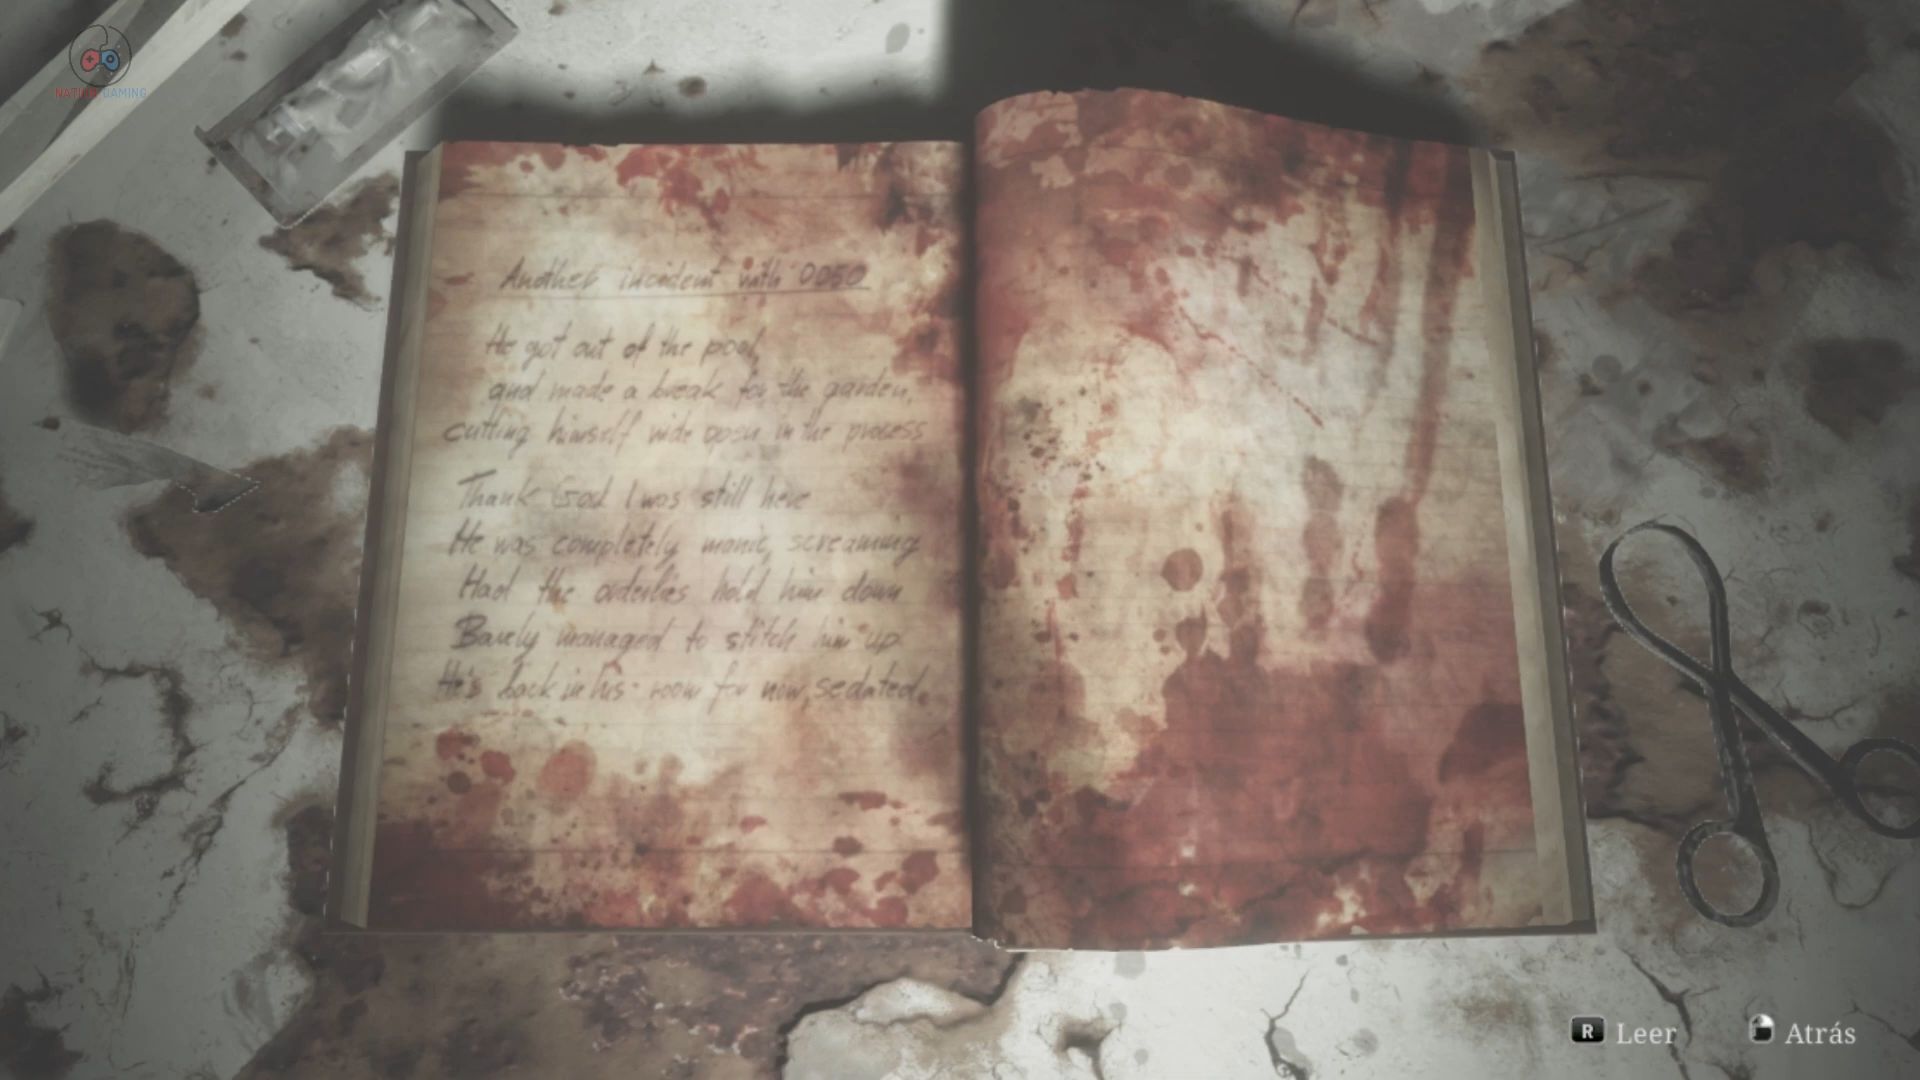 NATION GAMING
Another incident with 0050
He got out of the pool,
and made a break for the garden,
cutting himself wide open in the process
Thank God I was still here
He was completely manic, screaming
Had the orderlies hold him down
Barely managed to stitch him up
He's back in his room for now, sedated.
R Leer
Atrás